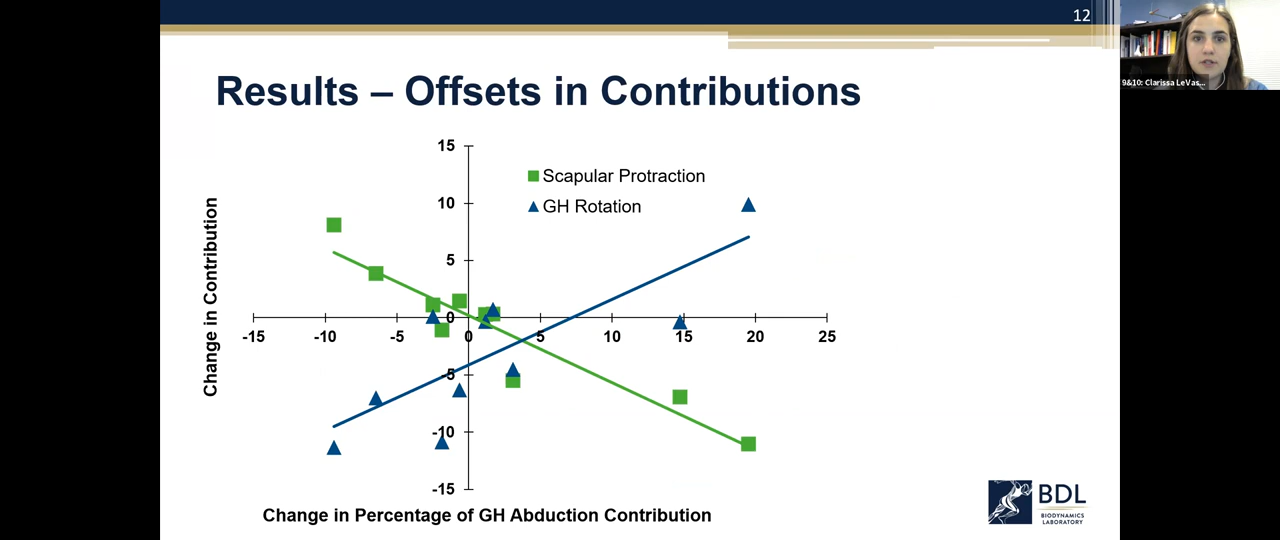 12
9&10: Clarissa LeVas...
Results – Offsets in Contributions
15
10
5
0
-5
-10
-15
-15 -10 -5 0 5 10 15 20 25
Scapular Protraction
GH Rotation
Change in Contribution
Change in Percentage of GH Abduction Contribution
BDL
BIODYNAMICS
LABORATORY